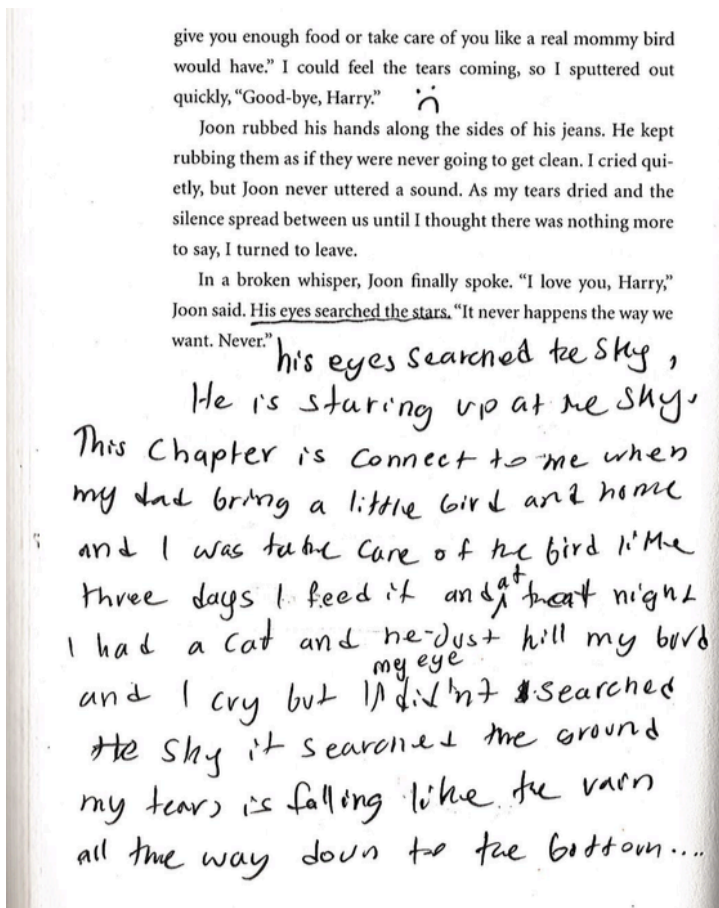 give you enough food or take care of you like a real mommy bird
would have.” I could feel the tears coming, so I sputtered out
quickly, “Good-bye, Harry.” :(
Joon rubbed his hands along the sides of his jeans. He kept
rubbing them as if they were never going to get clean. I cried qui-
etly, but Joon never uttered a sound. As my tears dried and the
silence spread between us until I thought there was nothing more
to say, I turned to leave.
In a broken whisper, Joon finally spoke. “I love you, Harry,”
Joon said. His eyes searched the stars. “It never happens the way we
want. Never.”
his eyes searched the sky,
He is staring up at the sky.
This Chapter is connect to me when
my dad bring a little bird and home
and I was take care of the bird like
three days I feed it and at that night
I had a cat and he Just kill my bird
and I cry but my eye didn't searched
the sky it searched the ground
my tears is falling like the rain
all the way down to the bottom....